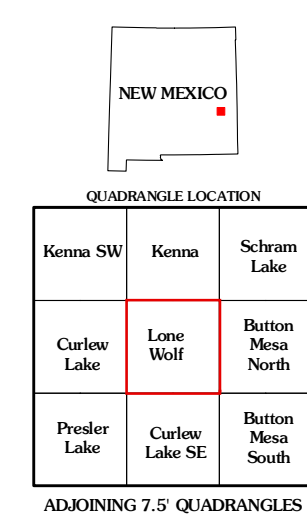 NEW MEXICO
QUADRANGLE LOCATION
Kenna SW
Kenna
Schram
Lake
Curlew
Lake
Lone
Wolf
Button
Mesa
North
Presler
Lake
Curlew
Lake SE
Button
Mesa
South
ADJOINING 7.5' QUADRANGLES